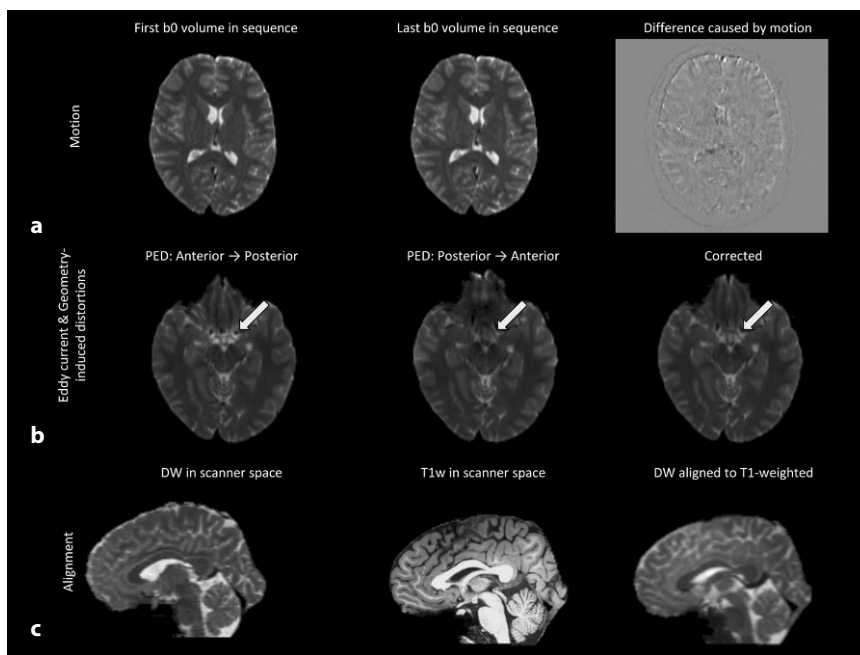 First b0 volume in sequence
Last b0 volume in sequence
Difference caused by motion
Motion
a
PED: Anterior → Posterior
PED: Posterior → Anterior
Corrected
Eddy current & Geometry-
induced distortions
b
DW in scanner space
T1w in scanner space
DW aligned to T1-weighted
Alignment
c